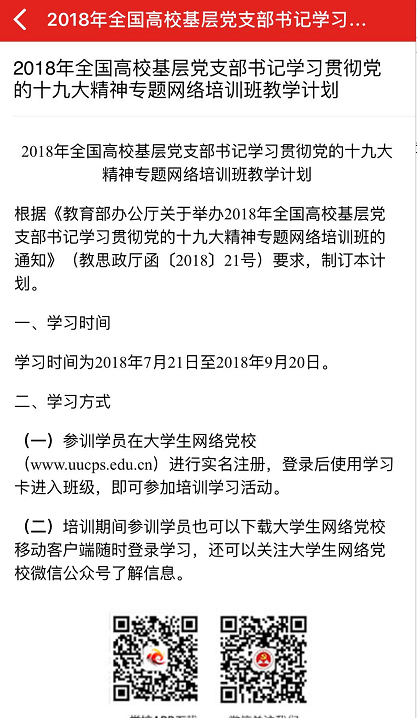 2018年全国高校基层党支部书记学习...
2018年全国高校基层党支部书记学习贯彻党
的十九大精神专题网络培训班教学计划
2018年全国高校基层党支部书记学习贯彻党的十九大
精神专题网络培训班教学计划
根据《教育部办公厅关于举办2018年全国高校基层党
支部书记学习贯彻党的十九大精神专题网络培训班的
通知》（教思政厅函〔2018〕21号）要求，制订本计
划。
一、学习时间
学习时间为2018年7月21日至2018年9月20日。
二、学习方式
（一）参训学员在大学生网络党校
（www.uucps.edu.cn）进行实名注册，登录后使用学习
卡进入班级，即可参加培训学习活动。
（二）培训期间参训学员也可以下载大学生网络党校
移动客户端随时登录学习，还可以关注大学生网络党
校微信公众号了解信息。